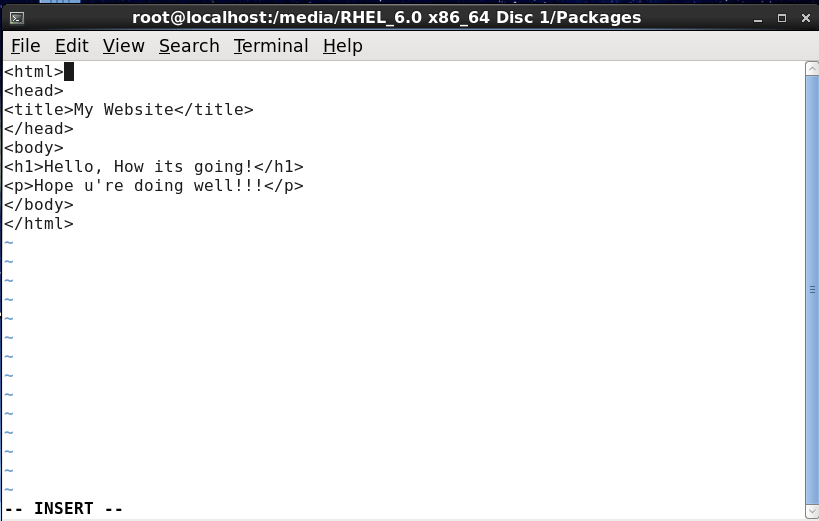 root@localhost:/media/RHEL_6.0 x86_64 Disc 1/Packages
File Edit View Search Terminal Help
<html>
<head>
<title>My Website</title>
</head>
<body>
<h1>Hello, How its going!</h1>
<p>Hope u're doing well!!!</p>
</body>
</html>
~
~
~
~
~
~
~
~
~
~
~
~
~
~
-- INSERT --